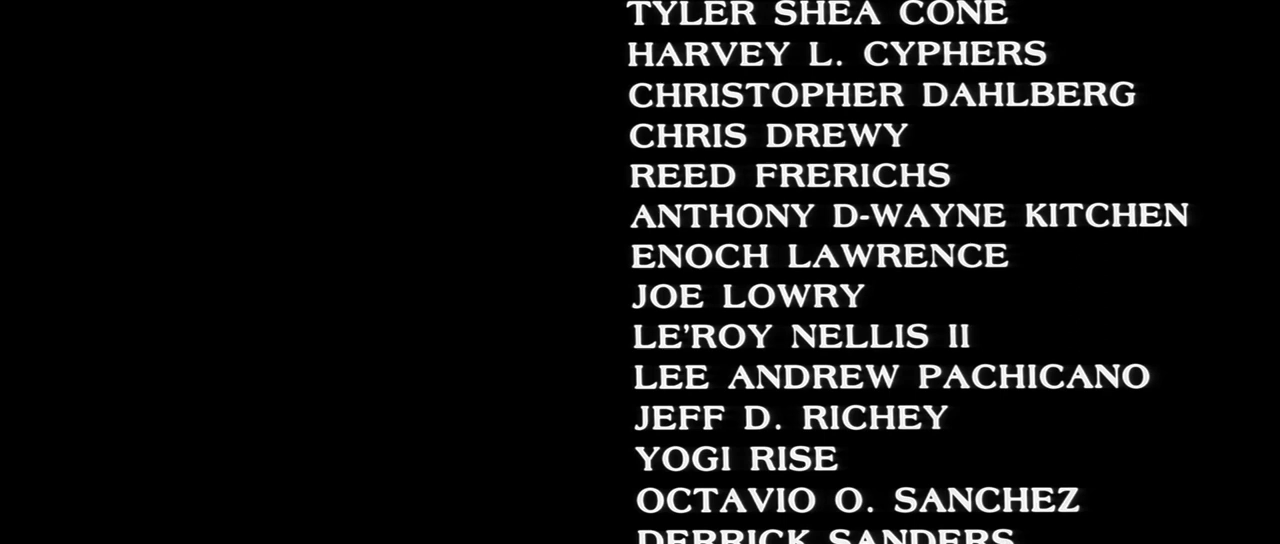 TYLER SHEA CONE
HARVEY L. CYPHERS
CHRISTOPHER DAHLBERG
CHRIS DREWY
REED FRERICHS
ANTHONY D-WAYNE KITCHEN
ENOCH LAWRENCE
JOE LOWRY
LE'ROY NELLIS II
LEE ANDREW PACHICANO
JEFF D. RICHEY
YOGI RISE
OCTAVIO O. SANCHEZ
DERRICK SANDERS